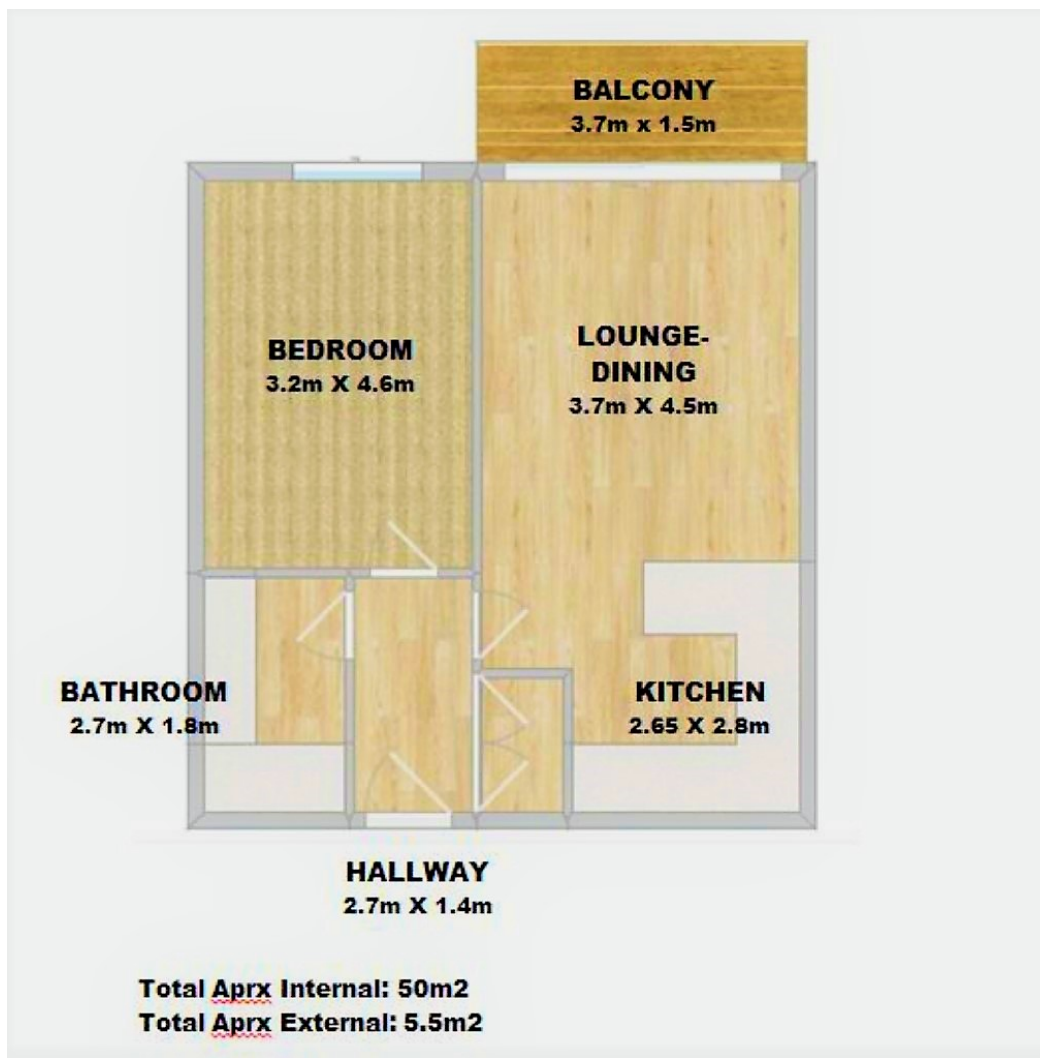 BALCONY
3.7m x 1.5m
BEDROOM
3.2m X 4.6m
LOUNGE-
DINING
3.7m X 4.5m
BATHROOM
2.7m X 1.8m
KITCHEN
2.65 X 2.8m
HALLWAY
2.7m X 1.4m
Total Aprx Internal: 50m2
Total Aprx External: 5.5m2